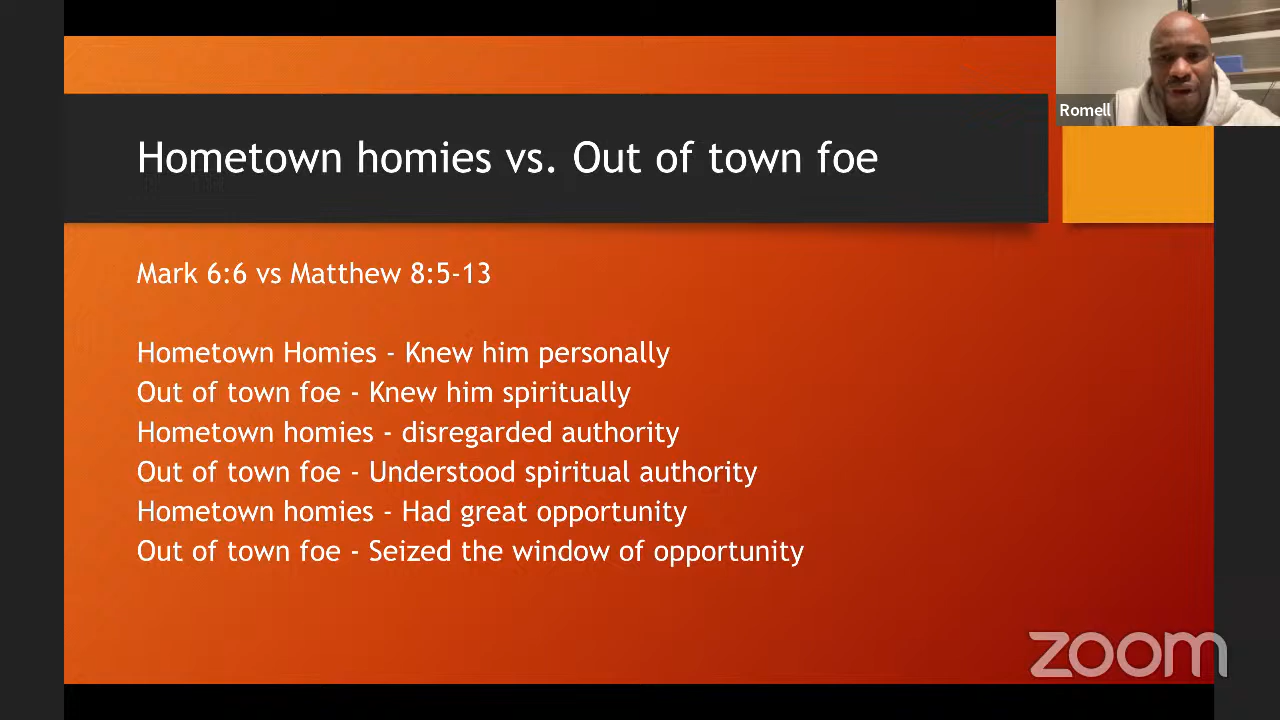 Romell
Hometown homies vs. Out of town foe
Mark 6:6 vs Matthew 8:5-13
Hometown Homies - Knew him personally
Out of town foe - Knew him spiritually
Hometown homies - disregarded authority
Out of town foe - Understood spiritual authority
Hometown homies - Had great opportunity
Out of town foe - Seized the window of opportunity
zoom